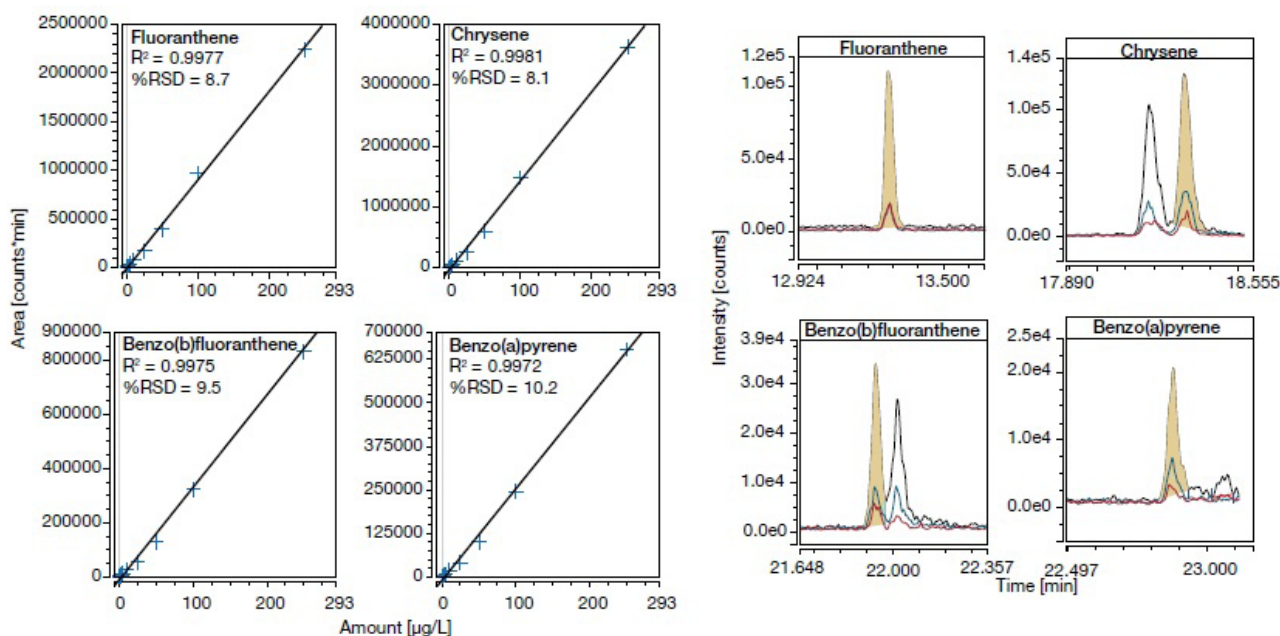 Area [counts*min]
2500000
2000000
1500000
1000000
500000
0
Fluoranthene
R² = 0.9977
%RSD = 8.7
0 100 200 293
4000000
3000000
2000000
1000000
0
Chrysene
R² = 0.9981
%RSD = 8.1
0 100 200 293
900000
800000
600000
400000
200000
0
Benzo(b)fluoranthene
R² = 0.9975
%RSD = 9.5
0 100 200 293
700000
625000
500000
375000
250000
125000
0
Benzo(a)pyrene
R² = 0.9972
%RSD = 10.2
0 100 200 293
Amount [µg/L]
Intensity [counts]
Fluoranthene
1.2e5
1.0e5
5.0e4
0.0e0
12.924 13.500
Chrysene
1.4e5
1.0e5
5.0e4
0.0e0
17.890 18.555
Benzo(b)fluoranthene
3.9e4
3.0e4
2.0e4
1.0e4
0.0e0
21.648 22.000 22.357
Benzo(a)pyrene
2.5e4
2.0e4
1.0e4
0.0e0
22.497 23.000
Time [min]